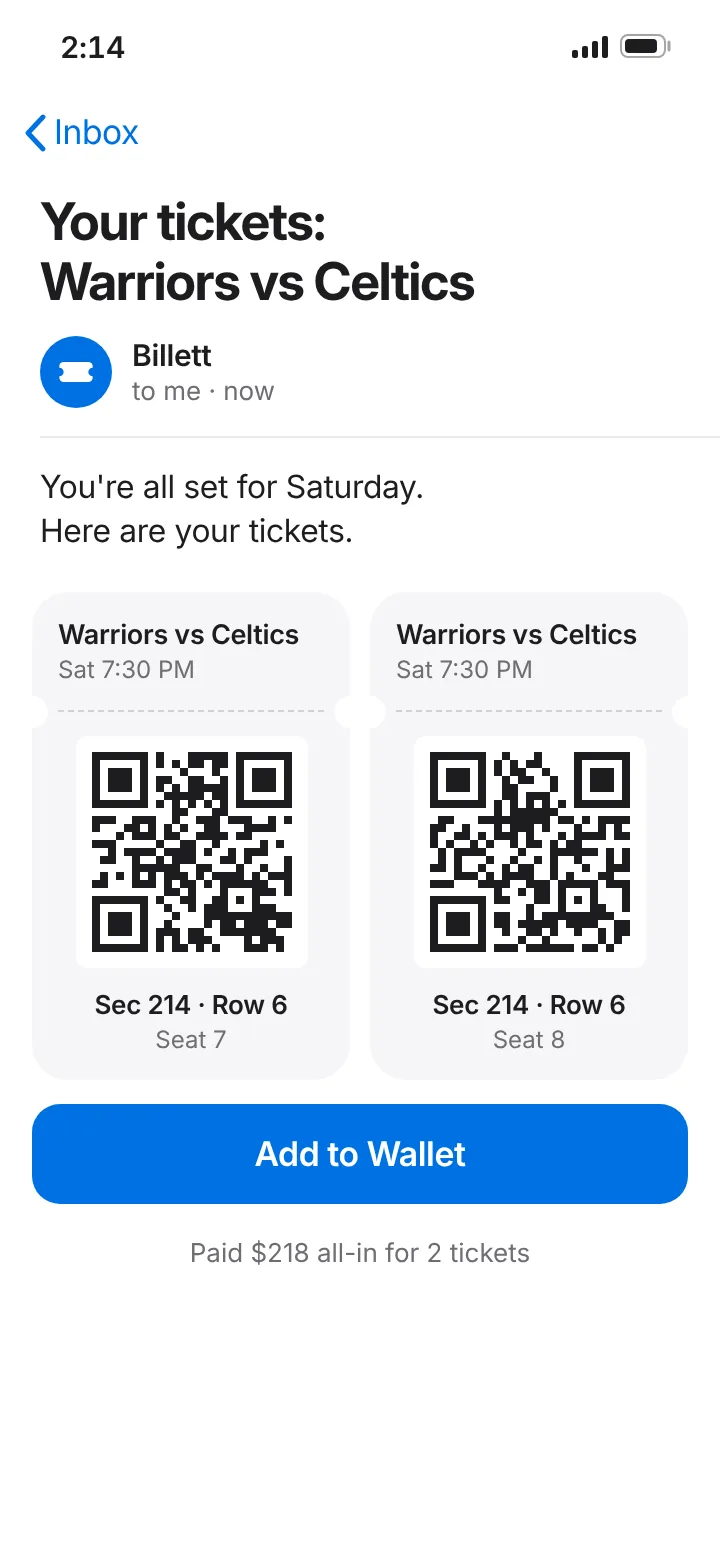 2:14
Inbox
Your tickets:
Warriors vs Celtics
Billett
to me · now
You're all set for Saturday.
Here are your tickets.
Warriors vs Celtics
Sat 7:30 PM
Sec 214 · Row 6
Seat 7
Warriors vs Celtics
Sat 7:30 PM
Sec 214 · Row 6
Seat 8
Add to Wallet
Paid $218 all-in for 2 tickets